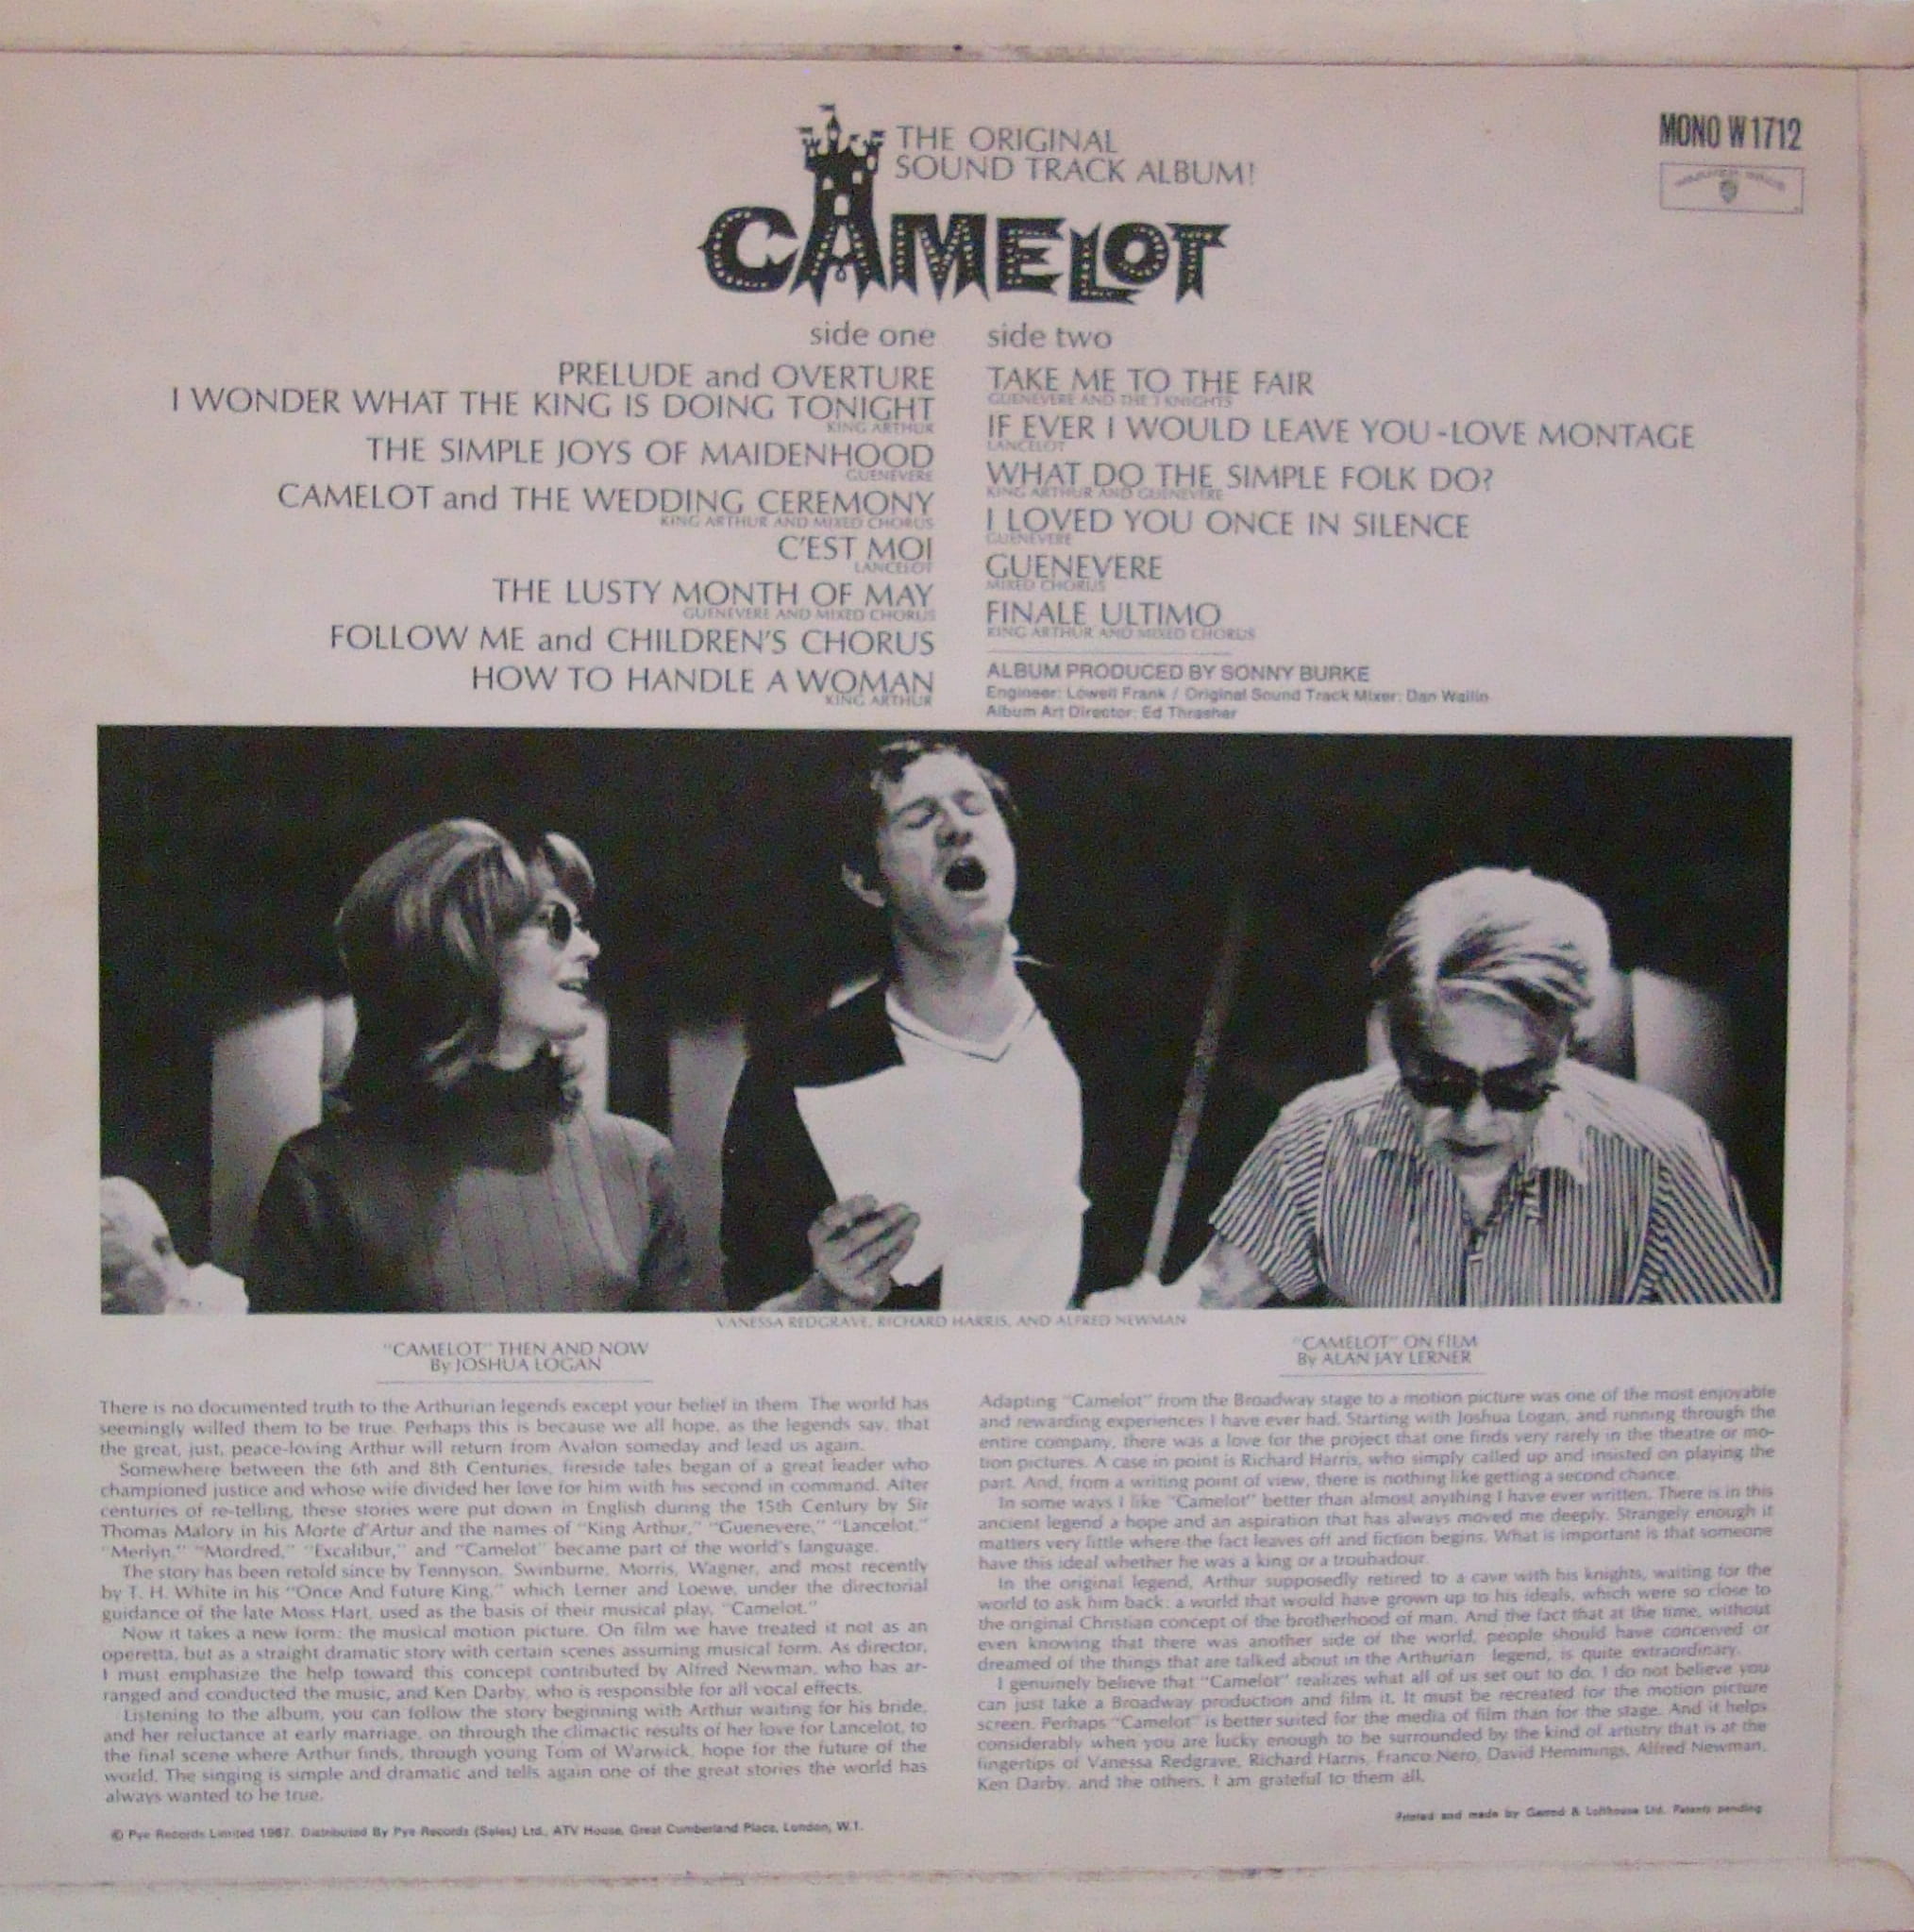 THE ORIGINAL
SOUND TRACK ALBUM!
CAMELOT
MONO W 1712
side one
PRELUDE and OVERTURE
I WONDER WHAT THE KING IS DOING TONIGHT
KING ARTHUR
THE SIMPLE JOYS OF MAIDENHOOD
GUENEVERE
CAMELOT and THE WEDDING CEREMONY
KING ARTHUR AND MIXED CHORUS
C'EST MOI
LANCELOT
THE LUSTY MONTH OF MAY
GUENEVERE AND MIXED CHORUS
FOLLOW ME and CHILDREN'S CHORUS
HOW TO HANDLE A WOMAN
KING ARTHUR
side two
TAKE ME TO THE FAIR
GUENEVERE AND THE 3 KNIGHTS
IF EVER I WOULD LEAVE YOU-LOVE MONTAGE
LANCELOT
WHAT DO THE SIMPLE FOLK DO?
KING ARTHUR AND GUENEVERE
I LOVED YOU ONCE IN SILENCE
GUENEVERE
GUENEVERE
MIXED CHORUS
FINALE ULTIMO
KING ARTHUR AND MIXED CHORUS
ALBUM PRODUCED BY SONNY BURKE
Engineer: Lowell Frank / Original Sound Track Mixer: Dan Wallin
Album Art Director: Ed Thrasher
VANESSA REDGRAVE, RICHARD HARRIS, AND ALFRED NEWMAN
"CAMELOT" THEN AND NOW
By JOSHUA LOGAN
There is no documented truth to the Arthurian legends except your belief in them. The world has
seemingly willed them to be true. Perhaps this is because we all hope, as the legends say, that
the great, just, peace-loving Arthur will return from Avalon someday and lead us again.
Somewhere between the 6th and 8th Centuries, fireside tales began of a great leader who
championed justice and whose wife divided her love for him with his second in command. After
centuries of re-telling, these stories were put down in English during the 15th Century by Sir
Thomas Malory in his Morte d'Artur and the names of "King Arthur," "Guenevere," "Lancelot,"
"Merlyn," "Mordred," "Excalibur," and "Camelot" became part of the world's language.
The story has been retold since by Tennyson, Swinburne, Morris, Wagner, and most recently
by T. H. White in his "Once And Future King," which Lerner and Loewe, under the directorial
guidance of the late Moss Hart, used as the basis of their musical play, "Camelot."
Now it takes a new form: the musical motion picture. On film we have treated it not as an
operetta, but as a straight dramatic story with certain scenes assuming musical form. As director,
I must emphasize the help toward this concept contributed by Alfred Newman, who has ar-
ranged and conducted the music, and Ken Darby, who is responsible for all vocal effects.
Listening to the album, you can follow the story beginning with Arthur waiting for his bride,
and her reluctance at early marriage, on through the climactic results of her love for Lancelot, to
the final scene where Arthur finds, through young Tom of Warwick, hope for the future of the
world. The singing is simple and dramatic and tells again one of the great stories the world has
always wanted to be true.
"CAMELOT" ON FILM
By ALAN JAY LERNER
Adapting "Camelot" from the Broadway stage to a motion picture was one of the most enjoyable
and rewarding experiences I have ever had. Starting with Joshua Logan, and running through the
entire company, there was a love for the project that one finds very rarely in the theatre or mo-
tion pictures. A case in point is Richard Harris, who simply called up and insisted on playing the
part. And, from a writing point of view, there is nothing like getting a second chance.
In some ways I like "Camelot" better than almost anything I have ever written. There is in this
ancient legend a hope and an aspiration that has always moved me deeply. Strangely enough it
matters very little where the fact leaves off and fiction begins. What is important is that someone
have this ideal whether he was a king or a troubadour.
In the original legend, Arthur supposedly retired to a cave with his knights, waiting for the
world to ask him back: a world that would have grown up to his ideals, which were so close to
the original Christian concept of the brotherhood of man. And the fact that at the time, without
even knowing that there was another side of the world, people should have conceived or
dreamed of the things that are talked about in the Arthurian legend, is quite extraordinary.
I genuinely believe that "Camelot" realizes what all of us set out to do. I do not believe you
can just take a Broadway production and film it. It must be recreated for the motion picture
screen. Perhaps "Camelot" is better suited for the media of film than for the stage. And it helps
considerably when you are lucky enough to be surrounded by the kind of artistry that is at the
fingertips of Vanessa Redgrave, Richard Harris, Franco Nero, David Hemmings, Alfred Newman,
Ken Darby, and the others. I am grateful to them all.
© Pye Records Limited 1967. Distributed By Pye Records (Sales) Ltd., ATV House, Great Cumberland Place, London, W.1.
Printed and made by Garrod & Lofthouse Ltd. Patents pending